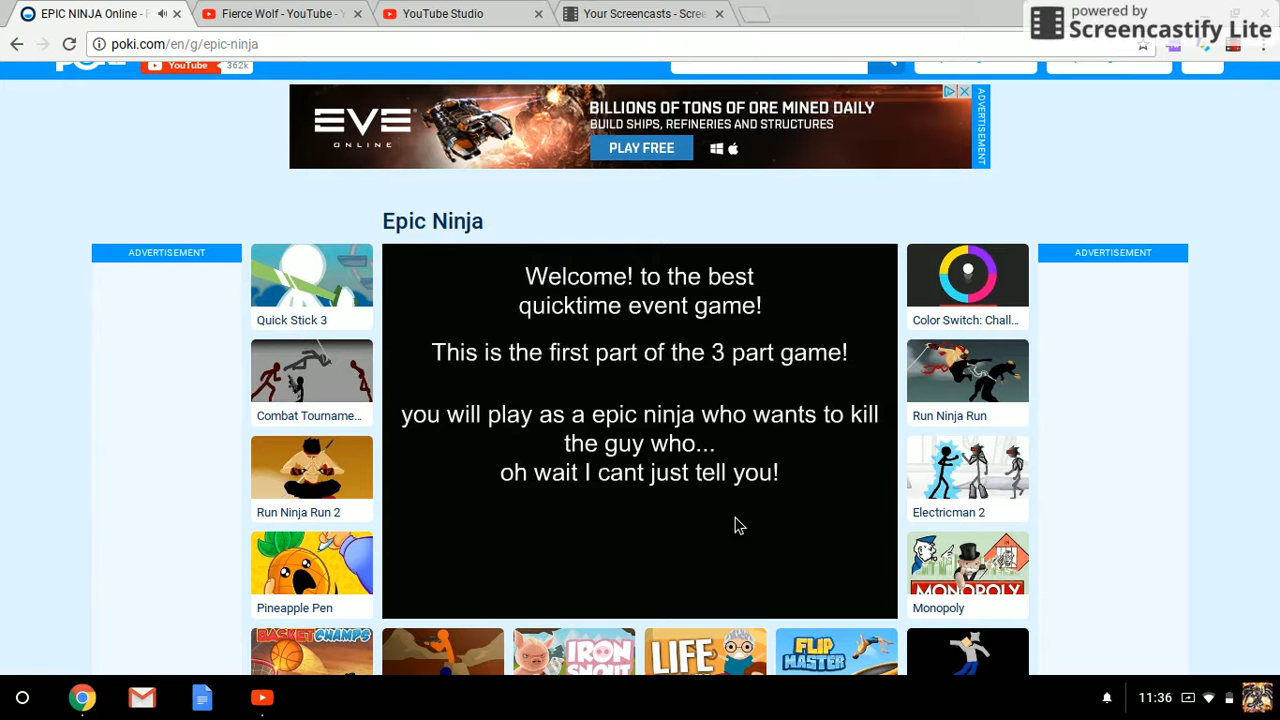 EPIC NINJA Online - P
Fierce Wolf - YouTube -
YouTube Studio
Your Screencasts - Scree
powered by
Screencastify Lite
poki.com/en/g/epic-ninja
YouTube
362k
EVE
ONLINE
BILLIONS OF TONS OF ORE MINED DAILY
BUILD SHIPS, REFINERIES AND STRUCTURES
PLAY FREE
ADVERTISEMENT
Epic Ninja
ADVERTISEMENT
ADVERTISEMENT
Welcome! to the best
quicktime event game!
This is the first part of the 3 part game!
you will play as a epic ninja who wants to kill
the guy who...
oh wait I cant just tell you!
Quick Stick 3
Color Switch: Chall...
Combat Tourname...
Run Ninja Run
Run Ninja Run 2
Electricman 2
Pineapple Pen
MONOPOLY
Monopoly
BASKETCHAMPS
IRON
SNOUT
LIFE
FLIP
MASTER
11:36